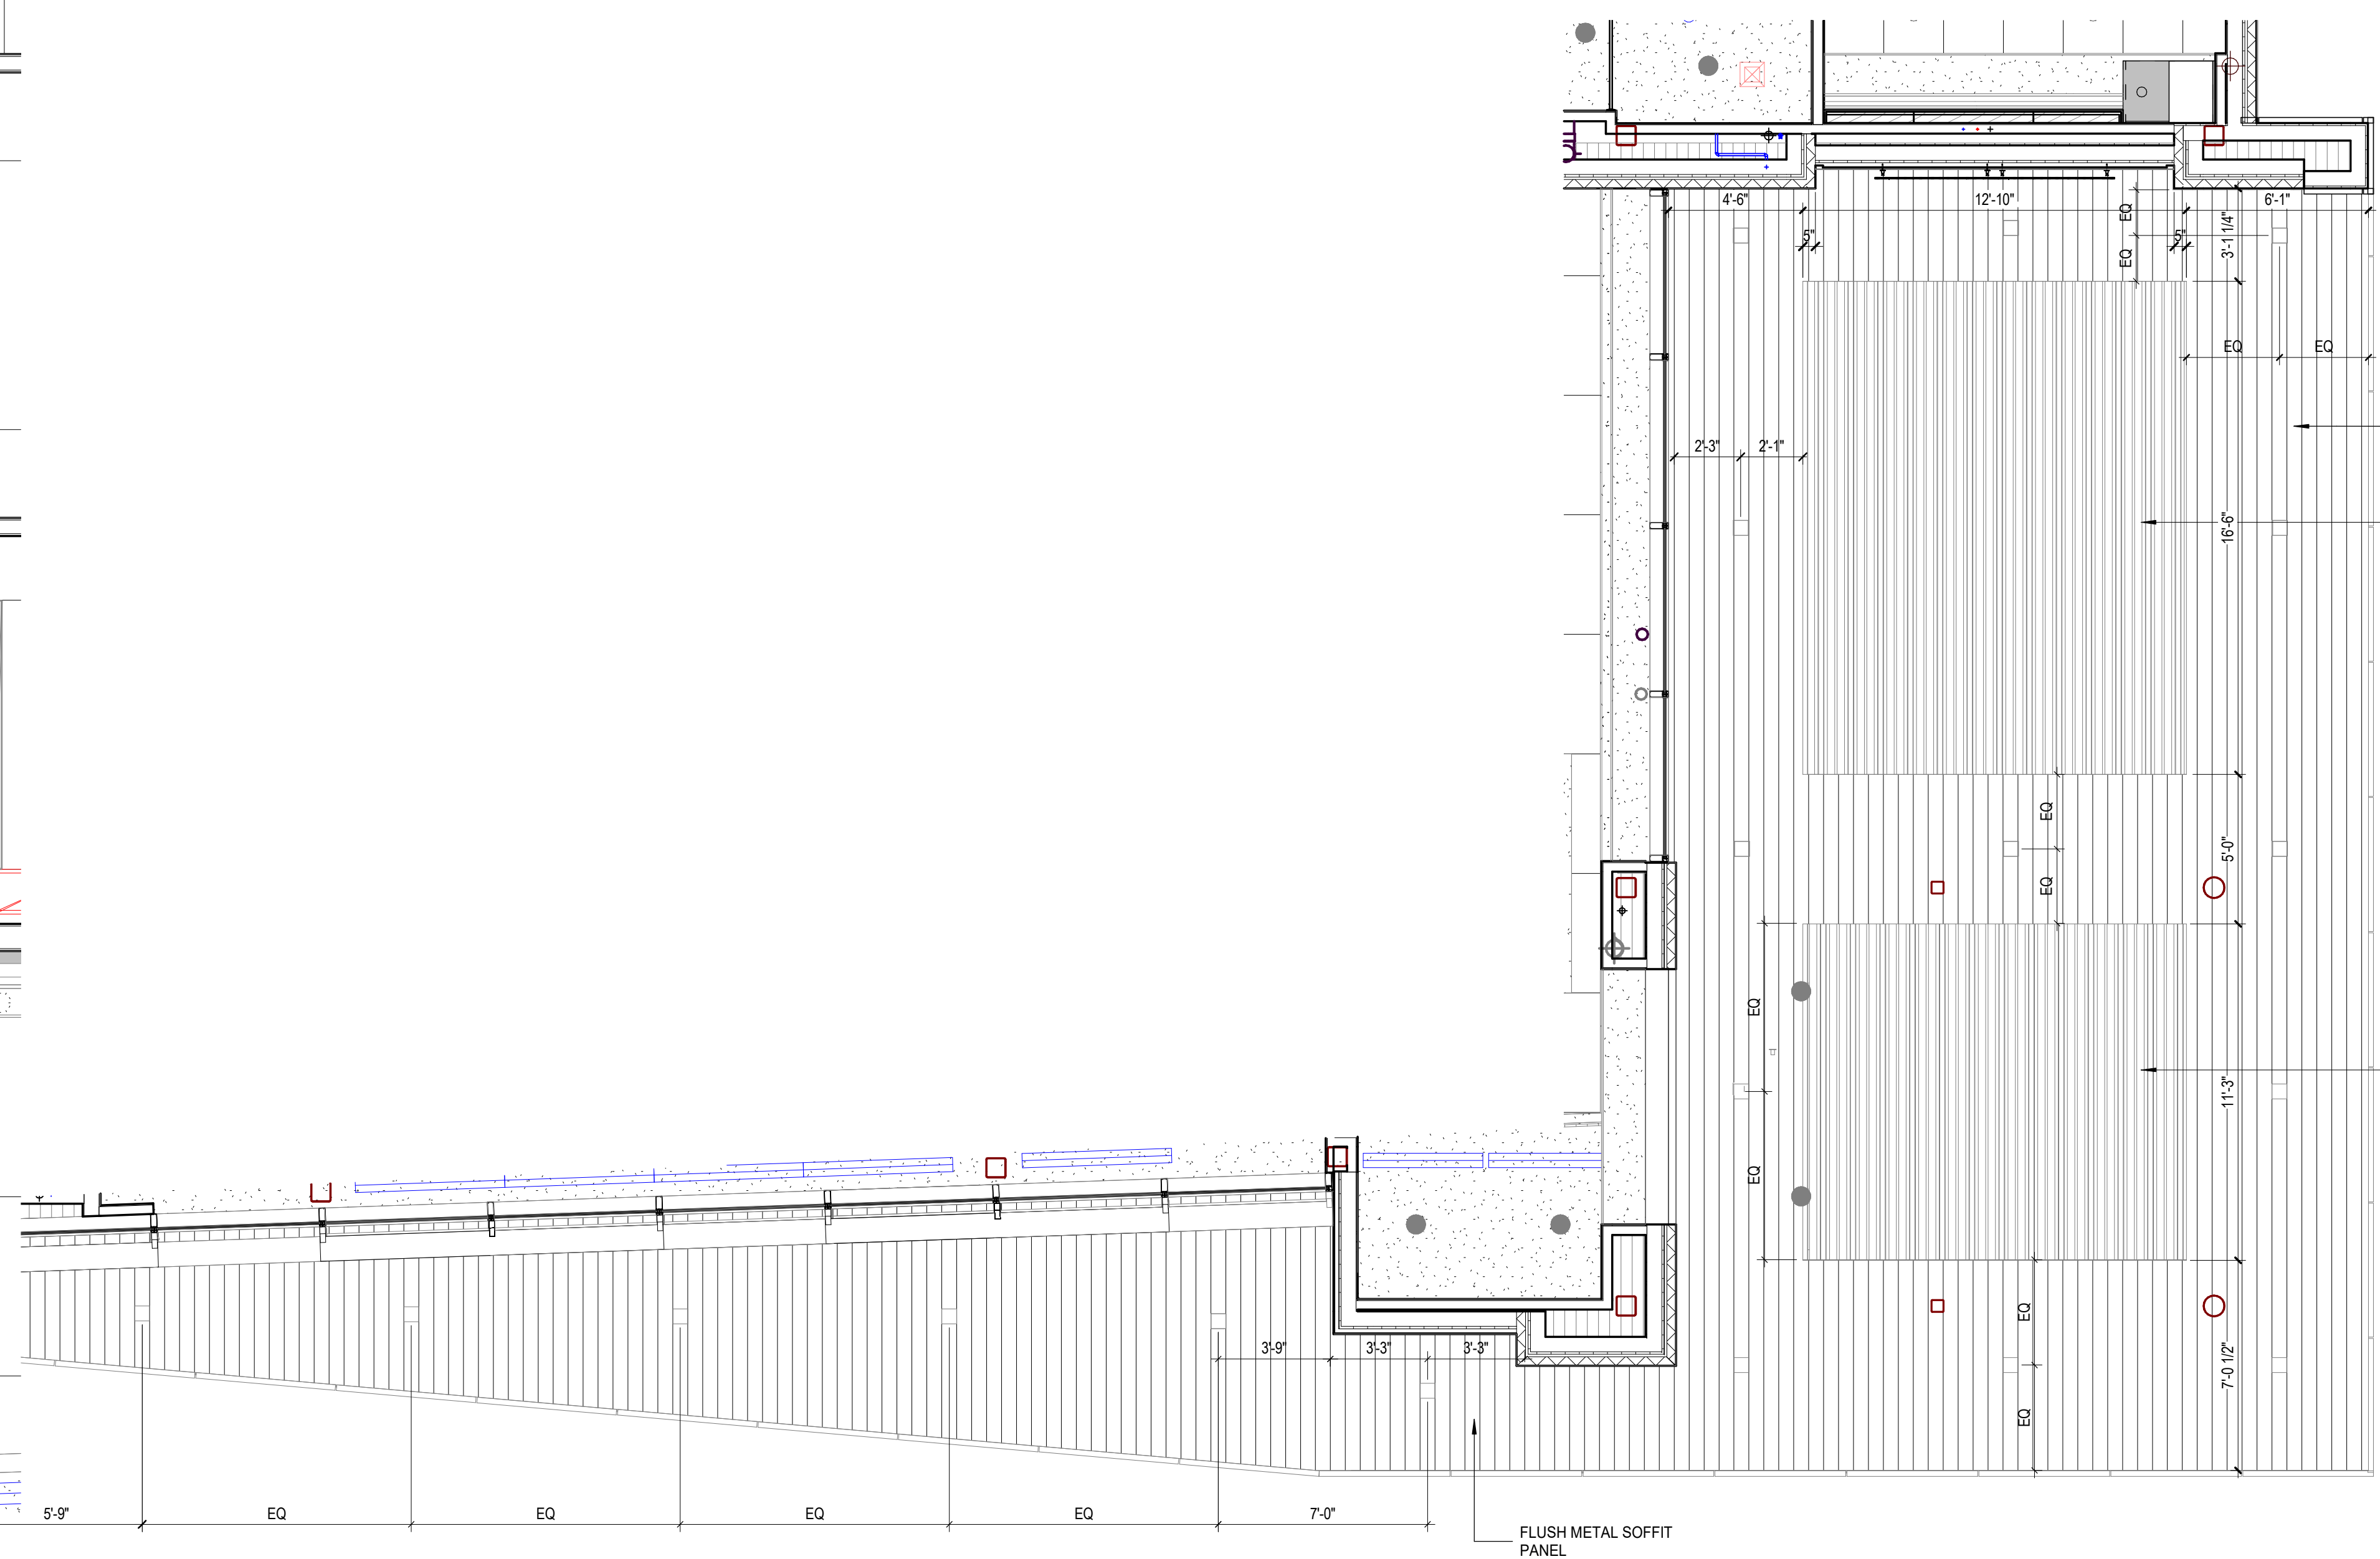 4'-6"
12'-10"
6'-1"
EQ
3'-1 1/4"
5"
5"
EQ
EQ
EQ
2'-3"
2'-1"
16'-6"
EQ
5'-0"
EQ
EQ
11'-3"
EQ
EQ
3'-9"
3'-3"
3'-3"
7'-0 1/2"
EQ
5'-9"
EQ
EQ
EQ
EQ
7'-0"
FLUSH METAL SOFFIT
PANEL